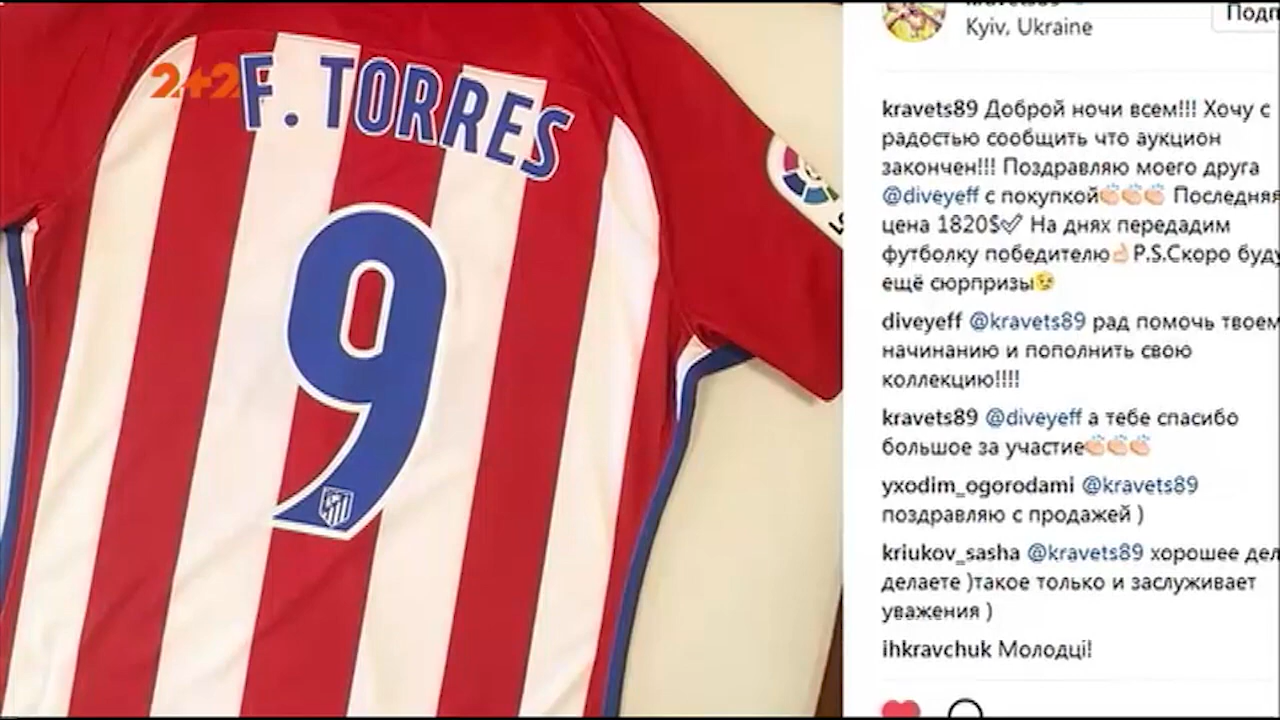 2+2
F. TORRES
9
kravets89
Kyiv, Ukraine
kravets89 Доброй ночи всем!!! Хочу с
радостью сообщить что аукцион
закончен!!! Поздравляю моего друга
@diveyeff с покупкой👏👏👏 Последняя
цена 1820$✅ На днях передадим
футболку победителю👌P.S.Скоро буду
ещё сюрпризы😉
diveyeff @kravets89 рад помочь твоем
начинанию и пополнить свою
коллекцию!!!!
kravets89 @diveyeff а тебе спасибо
большое за участие👏👏👏
yxodim_ogorodami @kravets89
поздравляю с продажей )
kriukov_sasha @kravets89 хорошее дел
делаете )такое только и заслуживает
уважения )
ihkravchuk Молодці!